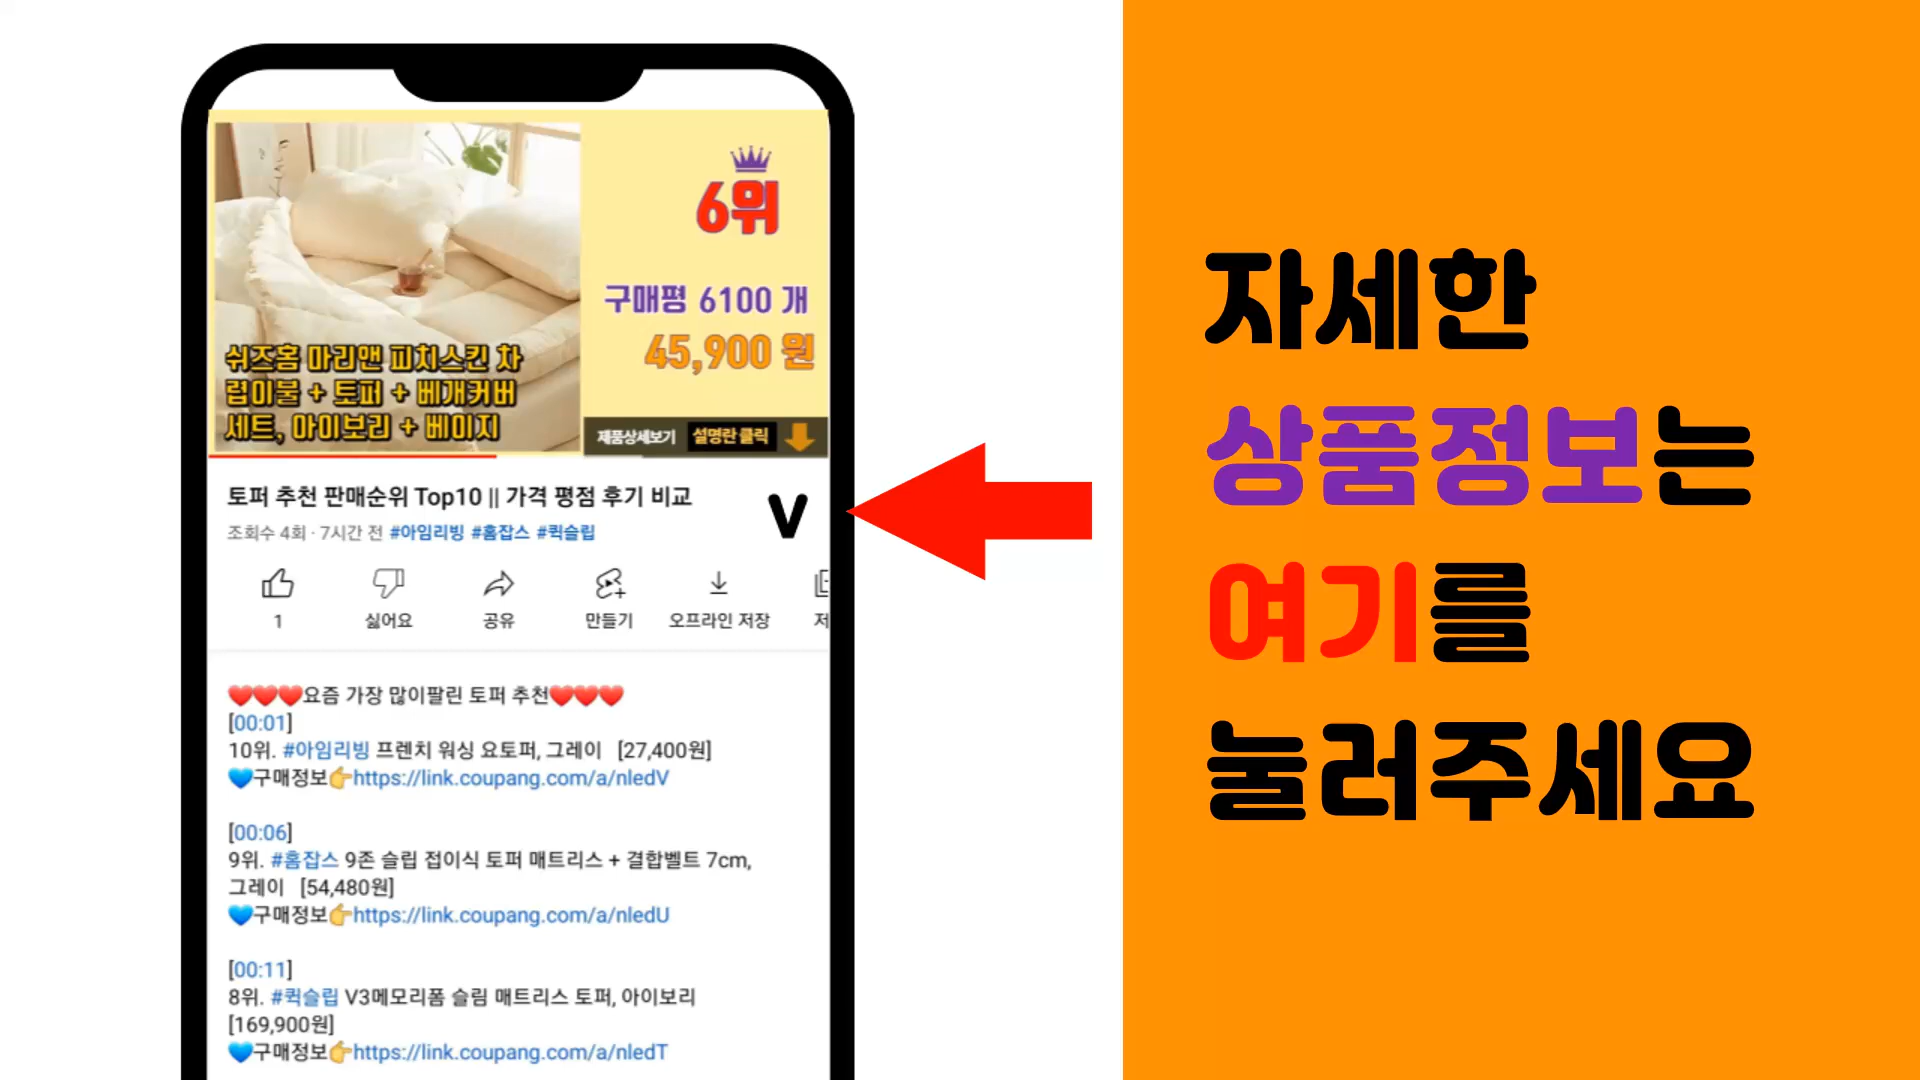 6위
구매평 6100 개
45,900 원
쉬즈홈 마리앤 피치스킨 차
렵이불 + 토퍼 + 베개커버
세트, 아이보리 + 베이지
제품상세보기 설명란 클릭
토퍼 추천 판매순위 Top10 || 가격 평점 후기 비교
V
조회수 4회 · 7시간 전 #아임리빙 #홈잡스 #퀵슬립
1 싫어요 공유 만들기 오프라인 저장 저
❤️❤️❤️요즘 가장 많이팔린 토퍼 추천❤️❤️❤️
[00:01]
10위. #아임리빙 프렌치 워싱 요토퍼, 그레이 [27,400원]
💙구매정보👉https://link.coupang.com/a/nledV
[00:06]
9위. #홈잡스 9존 슬립 접이식 토퍼 매트리스 + 결합벨트 7cm,
그레이 [54,480원]
💙구매정보👉https://link.coupang.com/a/nledU
[00:11]
8위. #퀵슬립 V3메모리폼 슬림 매트리스 토퍼, 아이보리
[169,900원]
💙구매정보👉https://link.coupang.com/a/nledT
자세한
상품정보는
여기를
눌러주세요